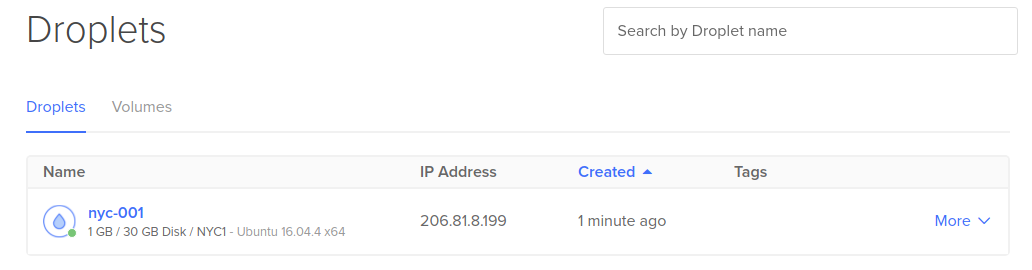 Droplets
Search by Droplet name
Droplets Volumes
Name IP Address Created Tags
nyc-001
1 GB / 30 GB Disk / NYC1 - Ubuntu 16.04.4 x64
206.81.8.199 1 minute ago More